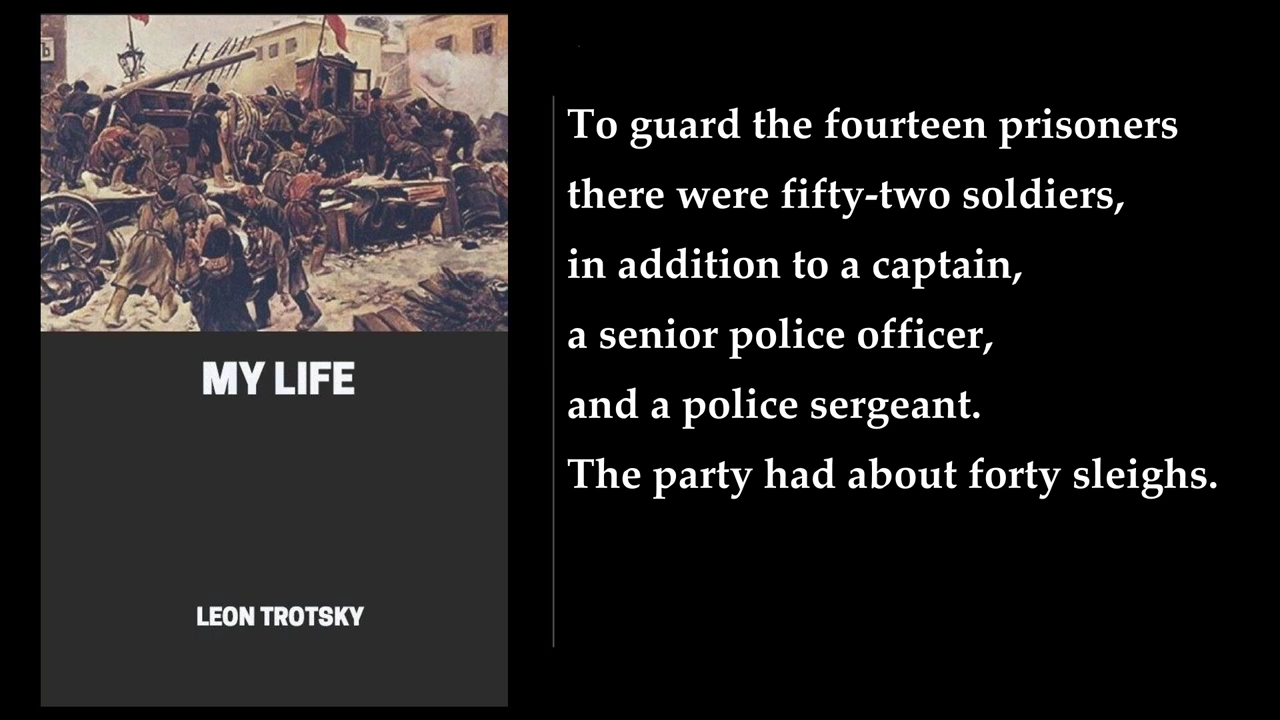 MY LIFE
LEON TROTSKY
To guard the fourteen prisoners
there were fifty-two soldiers,
in addition to a captain,
a senior police officer,
and a police sergeant.
The party had about forty sleighs.